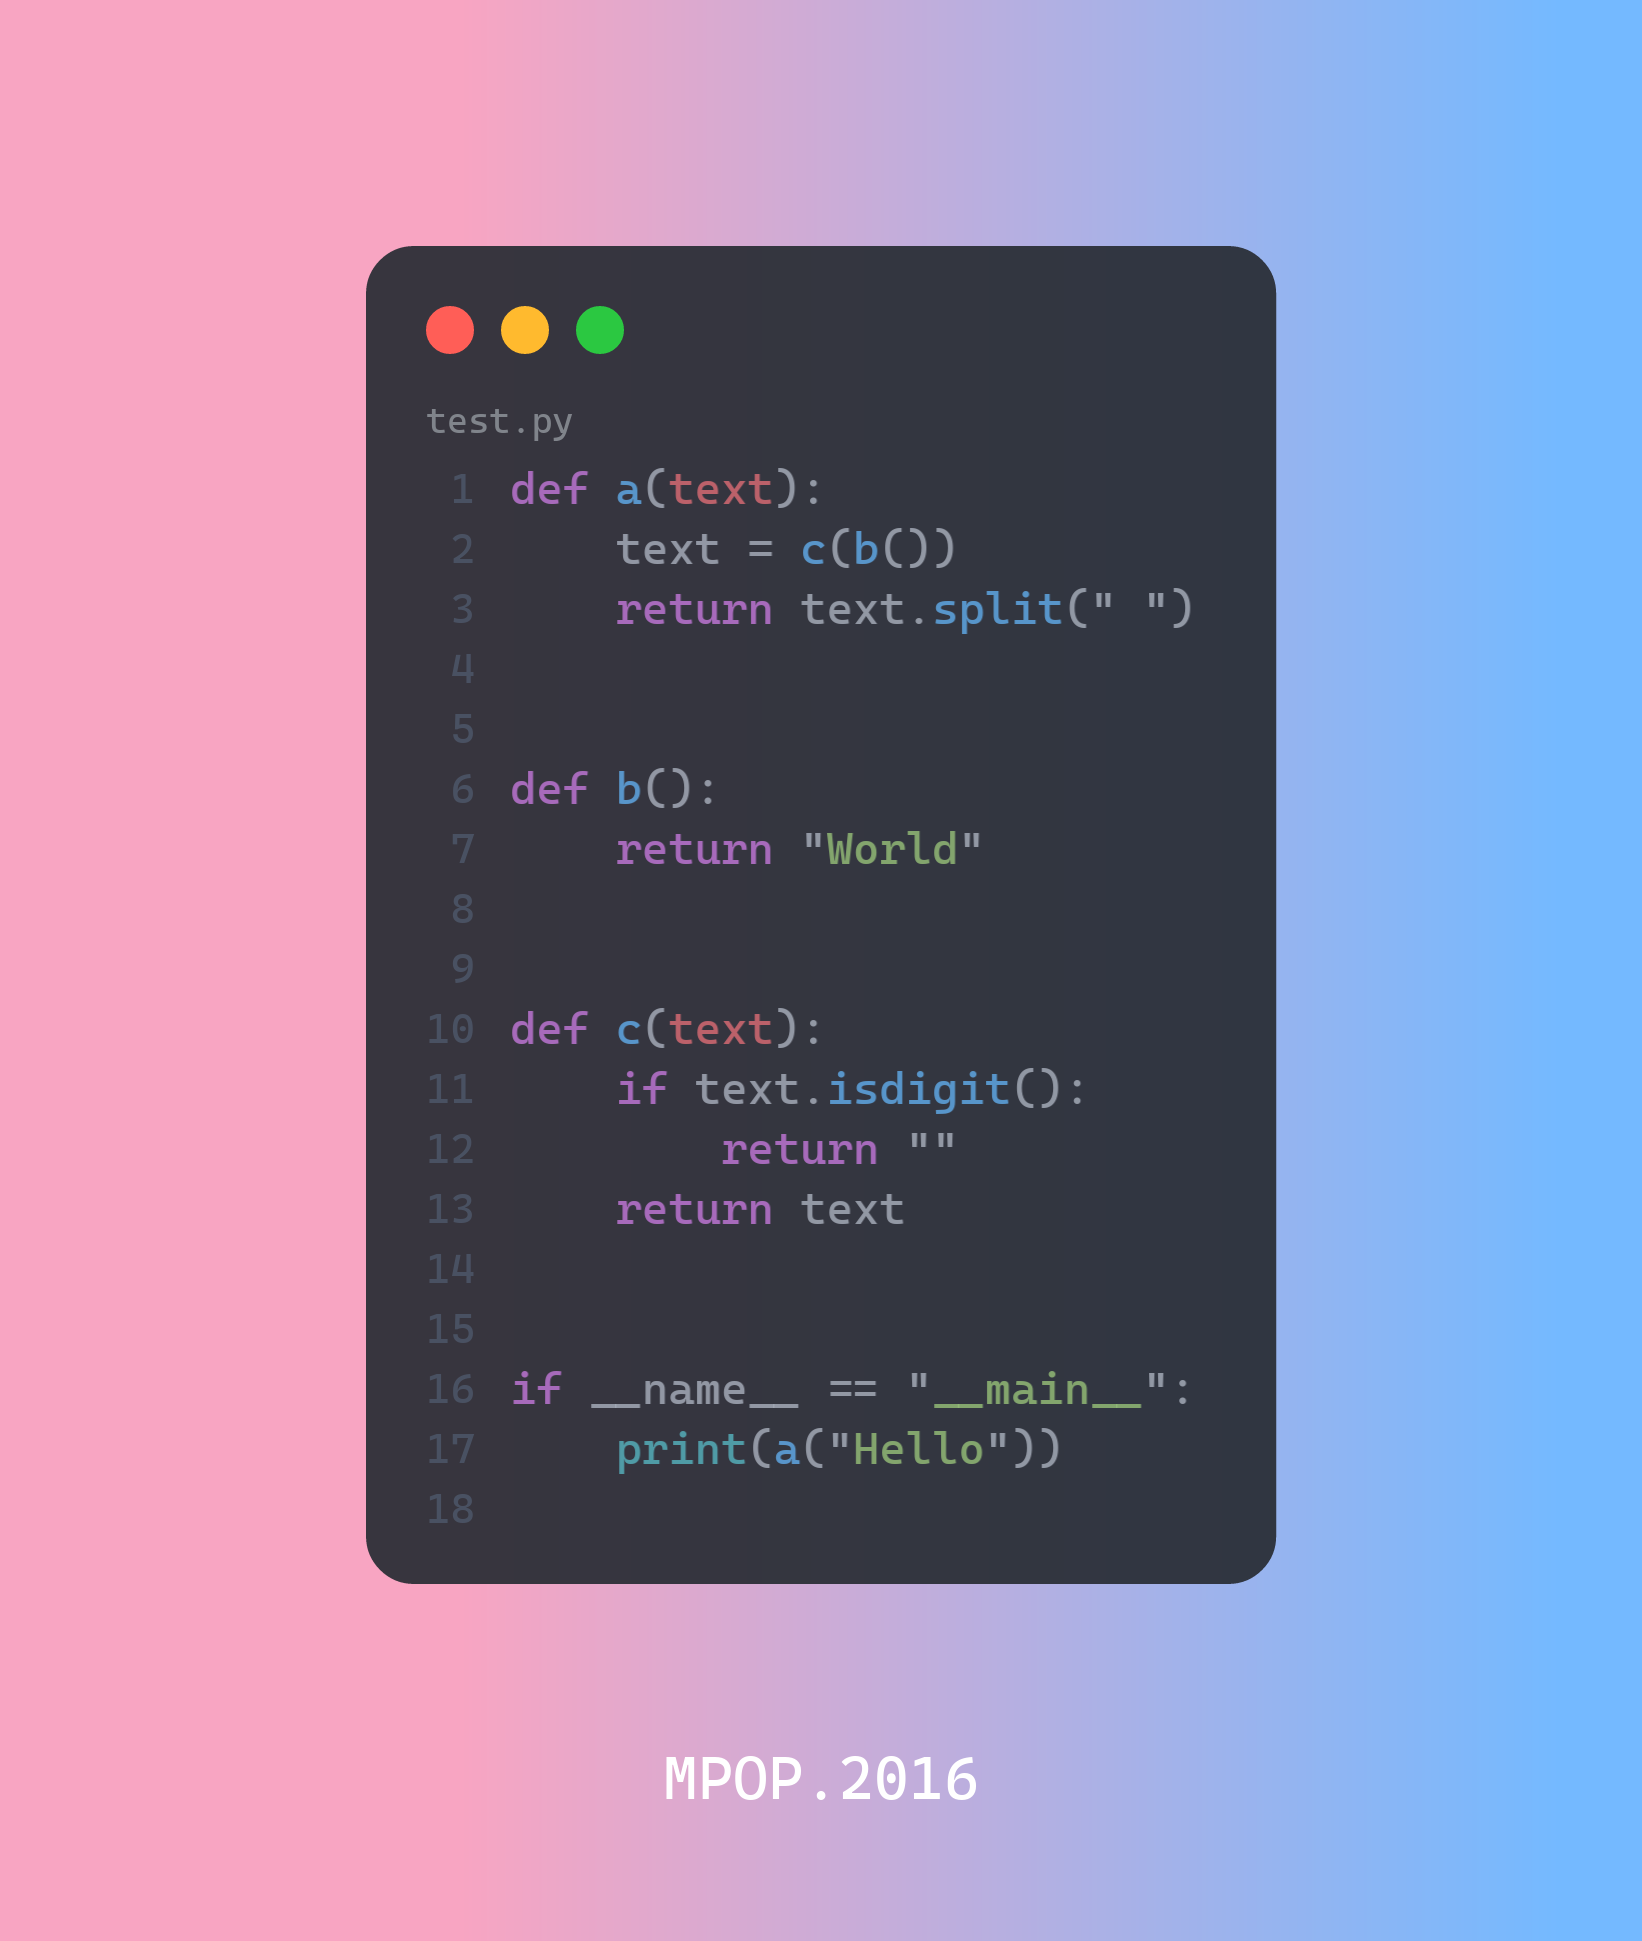 test.py
1 def a(text):
2     text = c(b())
3     return text.split(" ")
4
5
6 def b():
7     return "World"
8
9
10 def c(text):
11     if text.isdigit():
12         return ""
13     return text
14
15
16 if __name__ == "__main__":
17     print(a("Hello"))
18
MPOP.2016